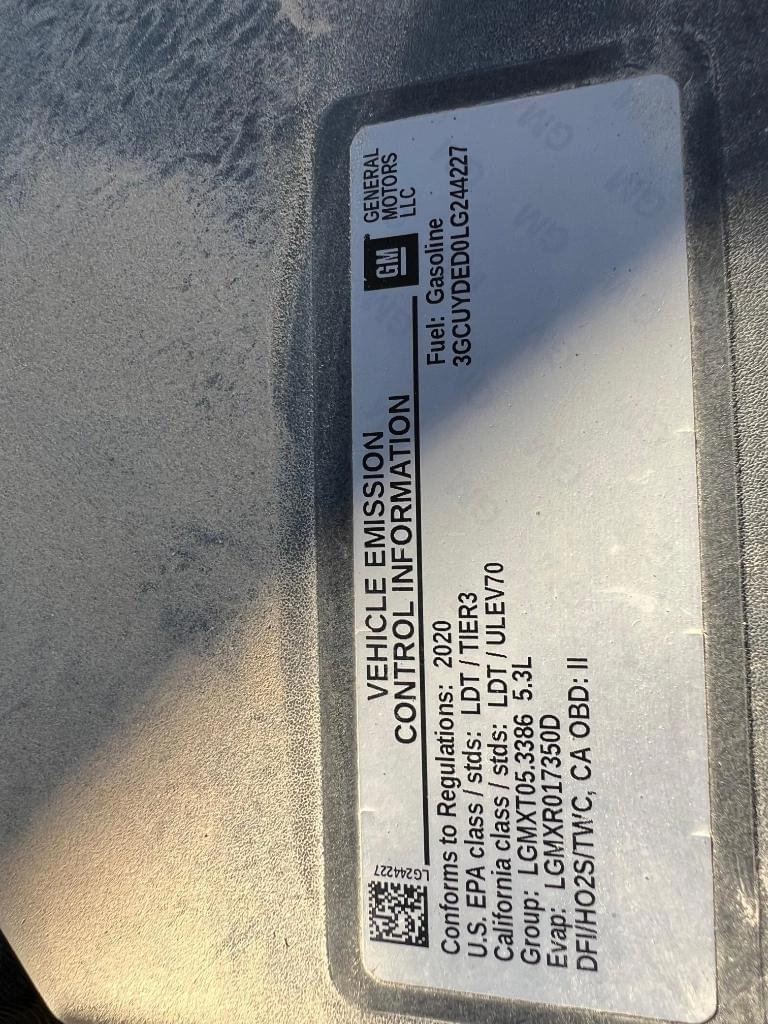 VEHICLE EMISSION
CONTROL INFORMATION
GM
GENERAL
MOTORS
LLC
LG244227
Conforms to Regulations: 2020
U.S. EPA class / stds: LDT / TIER3
California class / stds: LDT / ULEV70
Group: LGMXT05.3386 5.3L
Evap: LGMXR017350D
DFI/HO2S/TWC, CA OBD: II
Fuel: Gasoline
3GCUYDED0LG244227